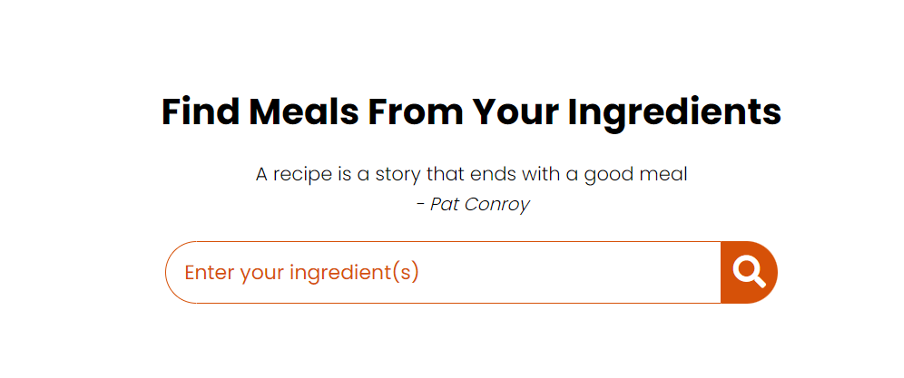 Find Meals From Your Ingredients
A recipe is a story that ends with a good meal
- Pat Conroy
Enter your ingredient(s)